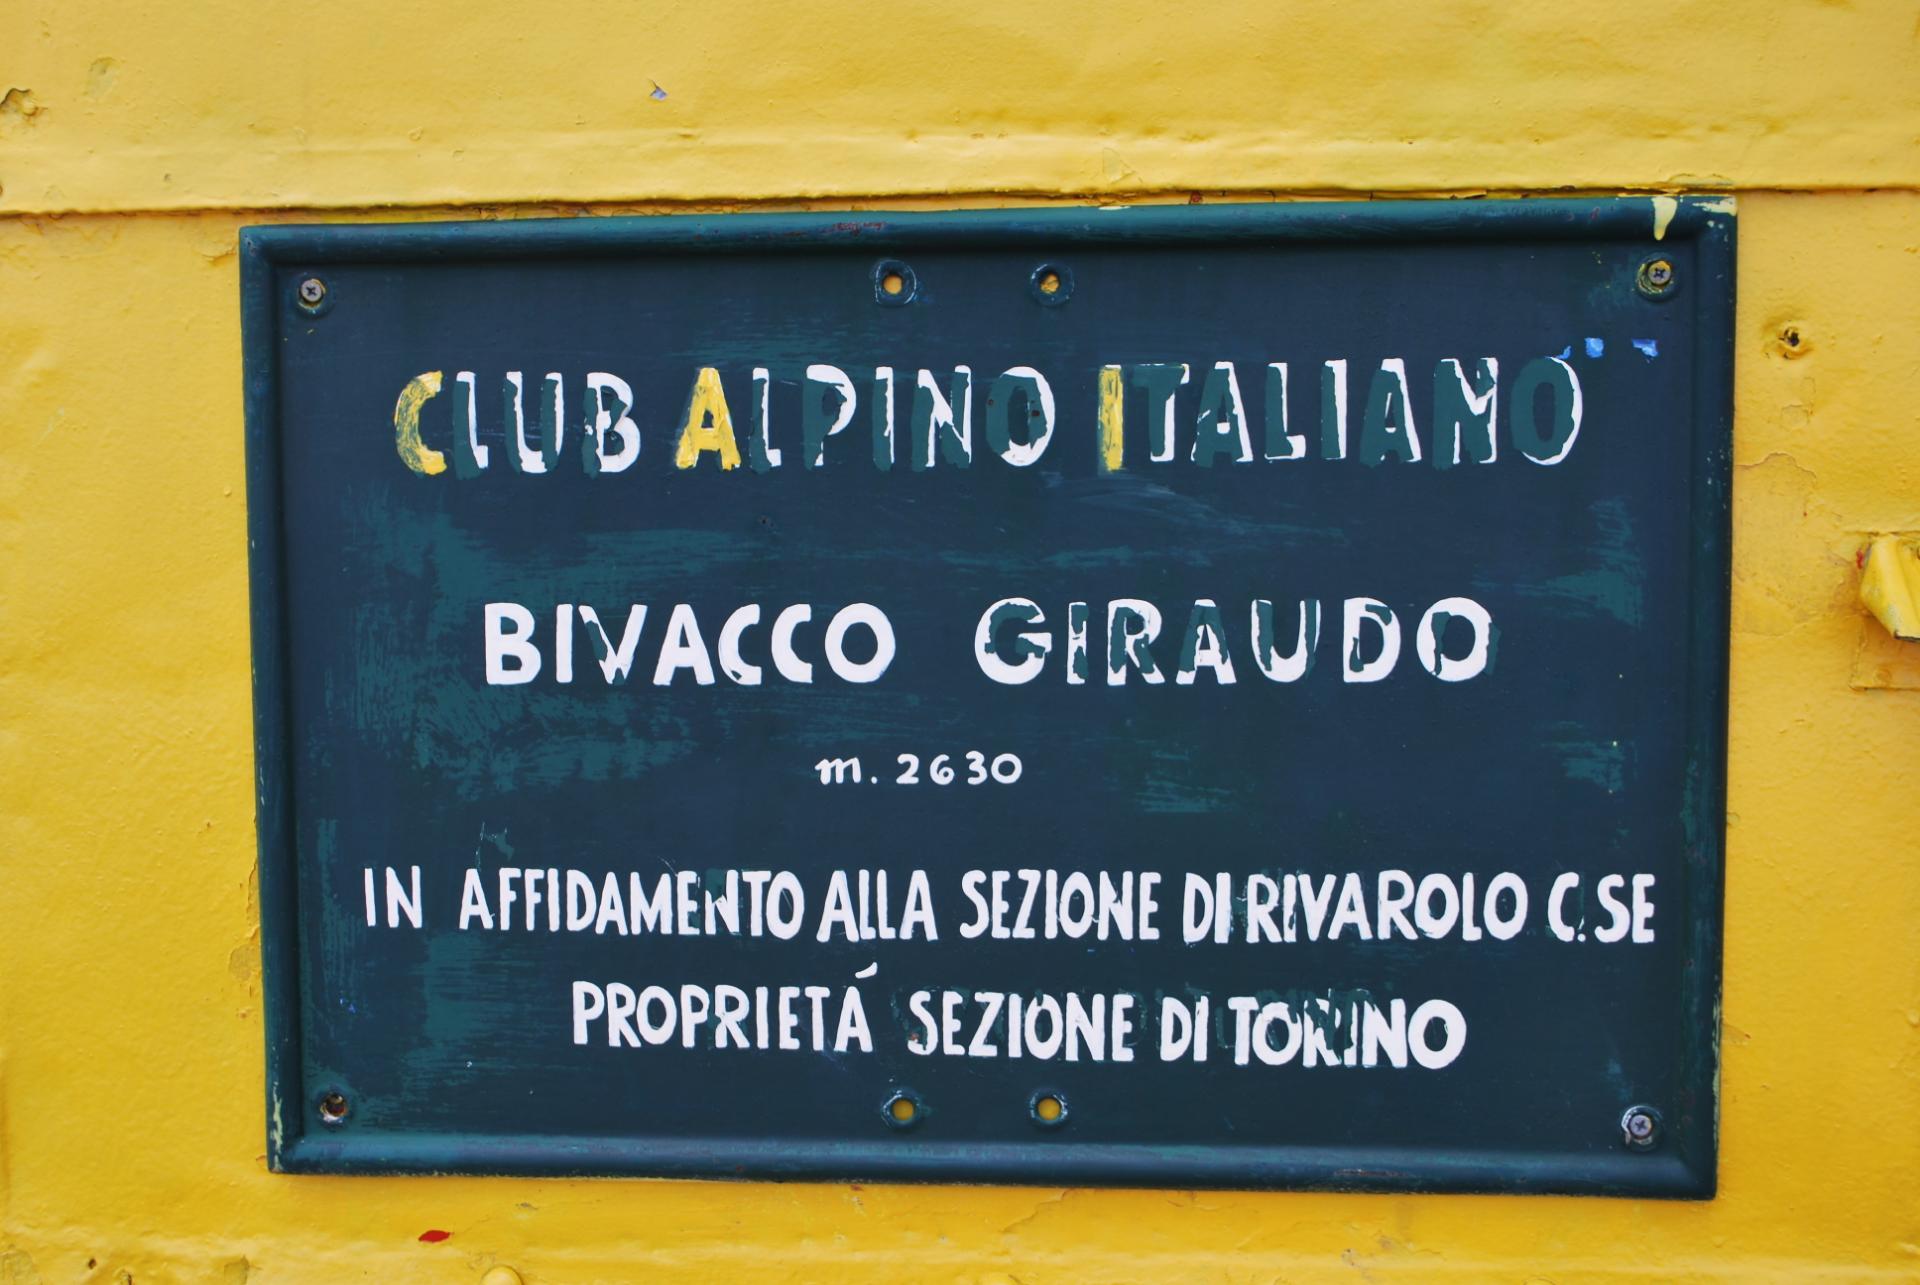 CLUB ALPINO ITALIANO
BIVACCO GIRAUDO
m. 2630
IN AFFIDAMENTO ALLA SEZIONE DI RIVAROLO C.SE
PROPRIETÁ SEZIONE DI TORINO